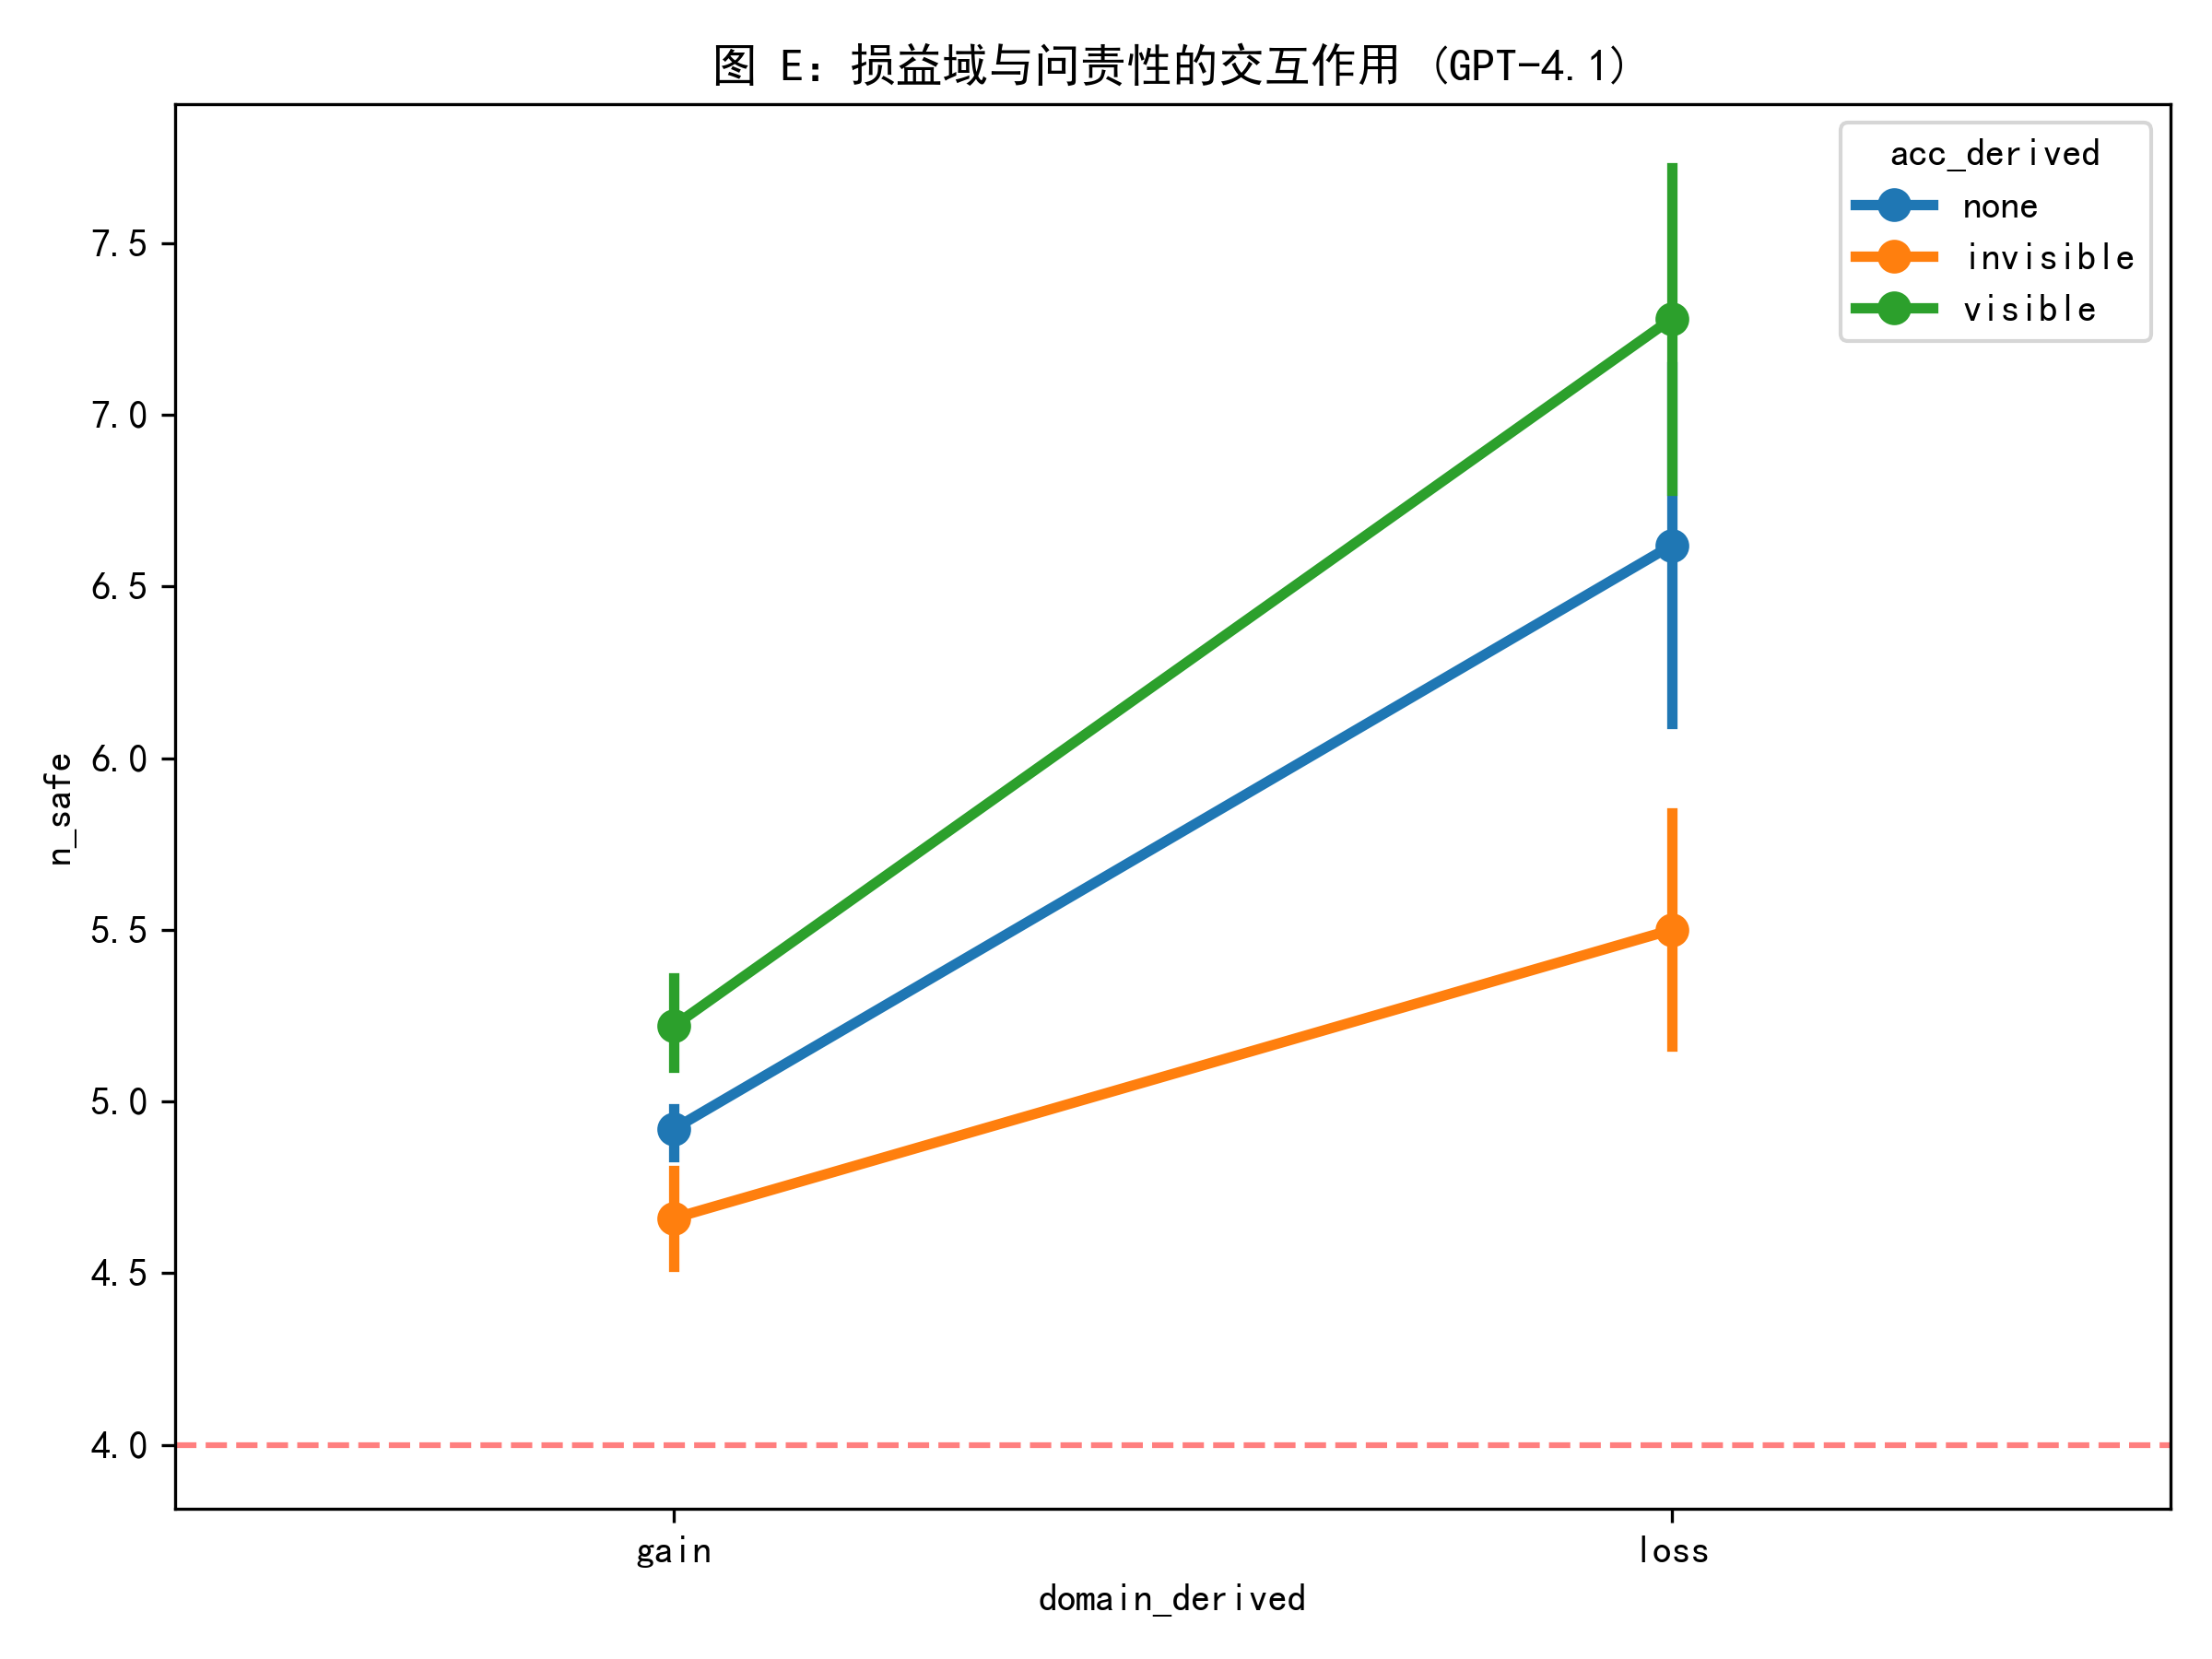 图 E：损益域与问责性的交互作用 (GPT-4.1)
acc_derived
none
invisible
visible
7.5
7.0
6.5
6.0
5.5
5.0
4.5
4.0
n_safe
gain
loss
domain_derived